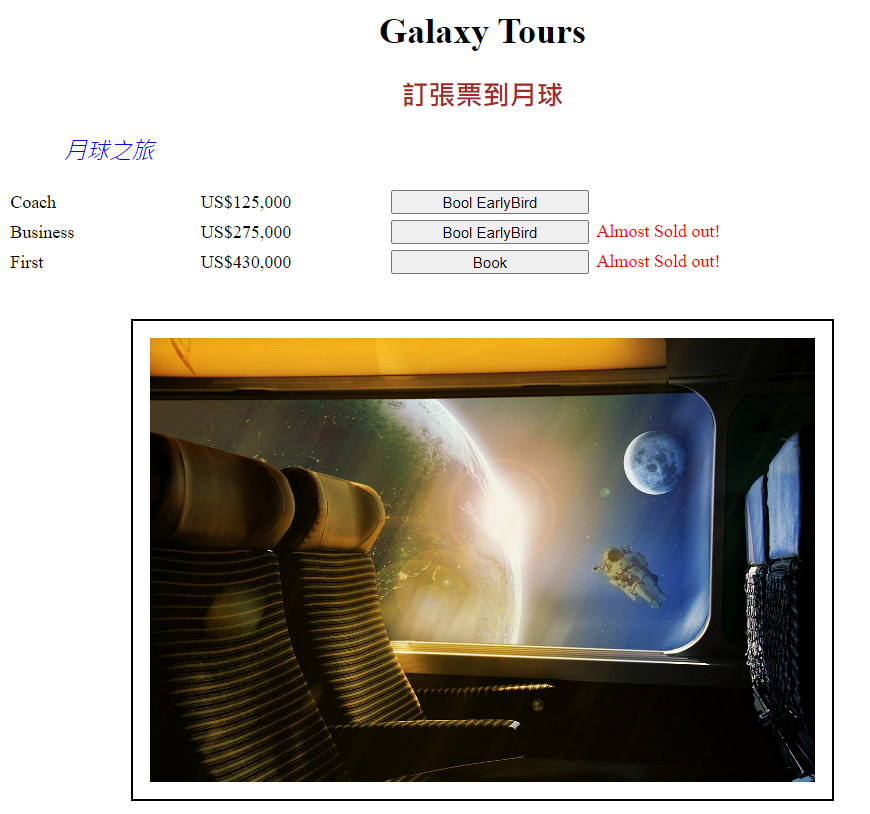 Galaxy Tours
訂張票到月球
月球之旅
Coach US$125,000 Bool EarlyBird
Business US$275,000 Bool EarlyBird Almost Sold out!
First US$430,000 Book Almost Sold out!